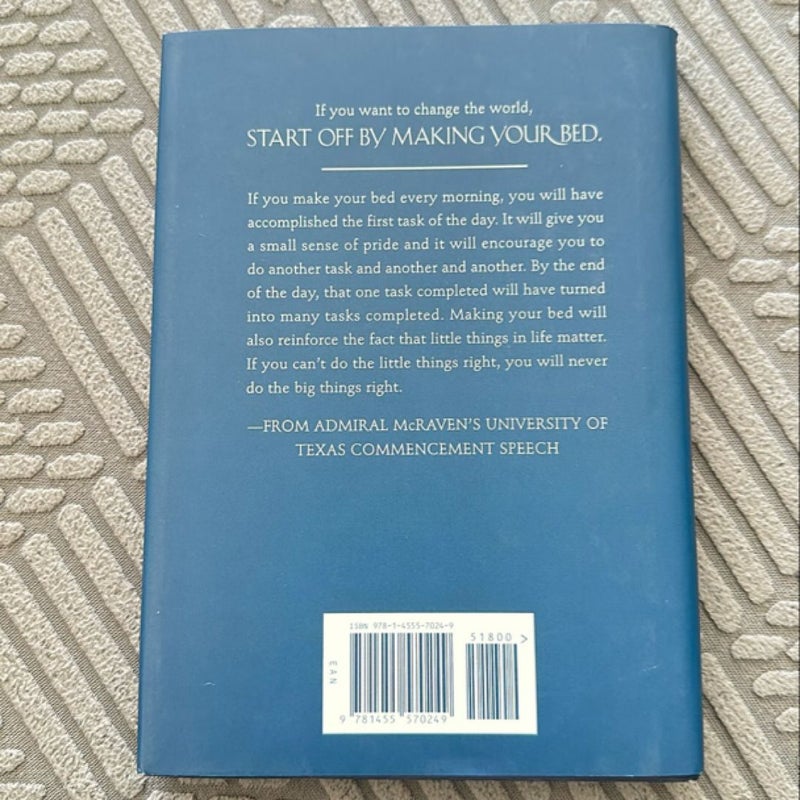 If you want to change the world,
START OFF BY MAKING YOUR BED.
If you make your bed every morning, you will have
accomplished the first task of the day. It will give you
a small sense of pride and it will encourage you to
do another task and another and another. By the end
of the day, that one task completed will have turned
into many tasks completed. Making your bed will
also reinforce the fact that little things in life matter.
If you can't do the little things right, you will never
do the big things right.
—FROM ADMIRAL McRAVEN'S UNIVERSITY OF
TEXAS COMMENCEMENT SPEECH
ISBN 978-1-4555-7024-9
51800 >
EAN
9 781455 570249